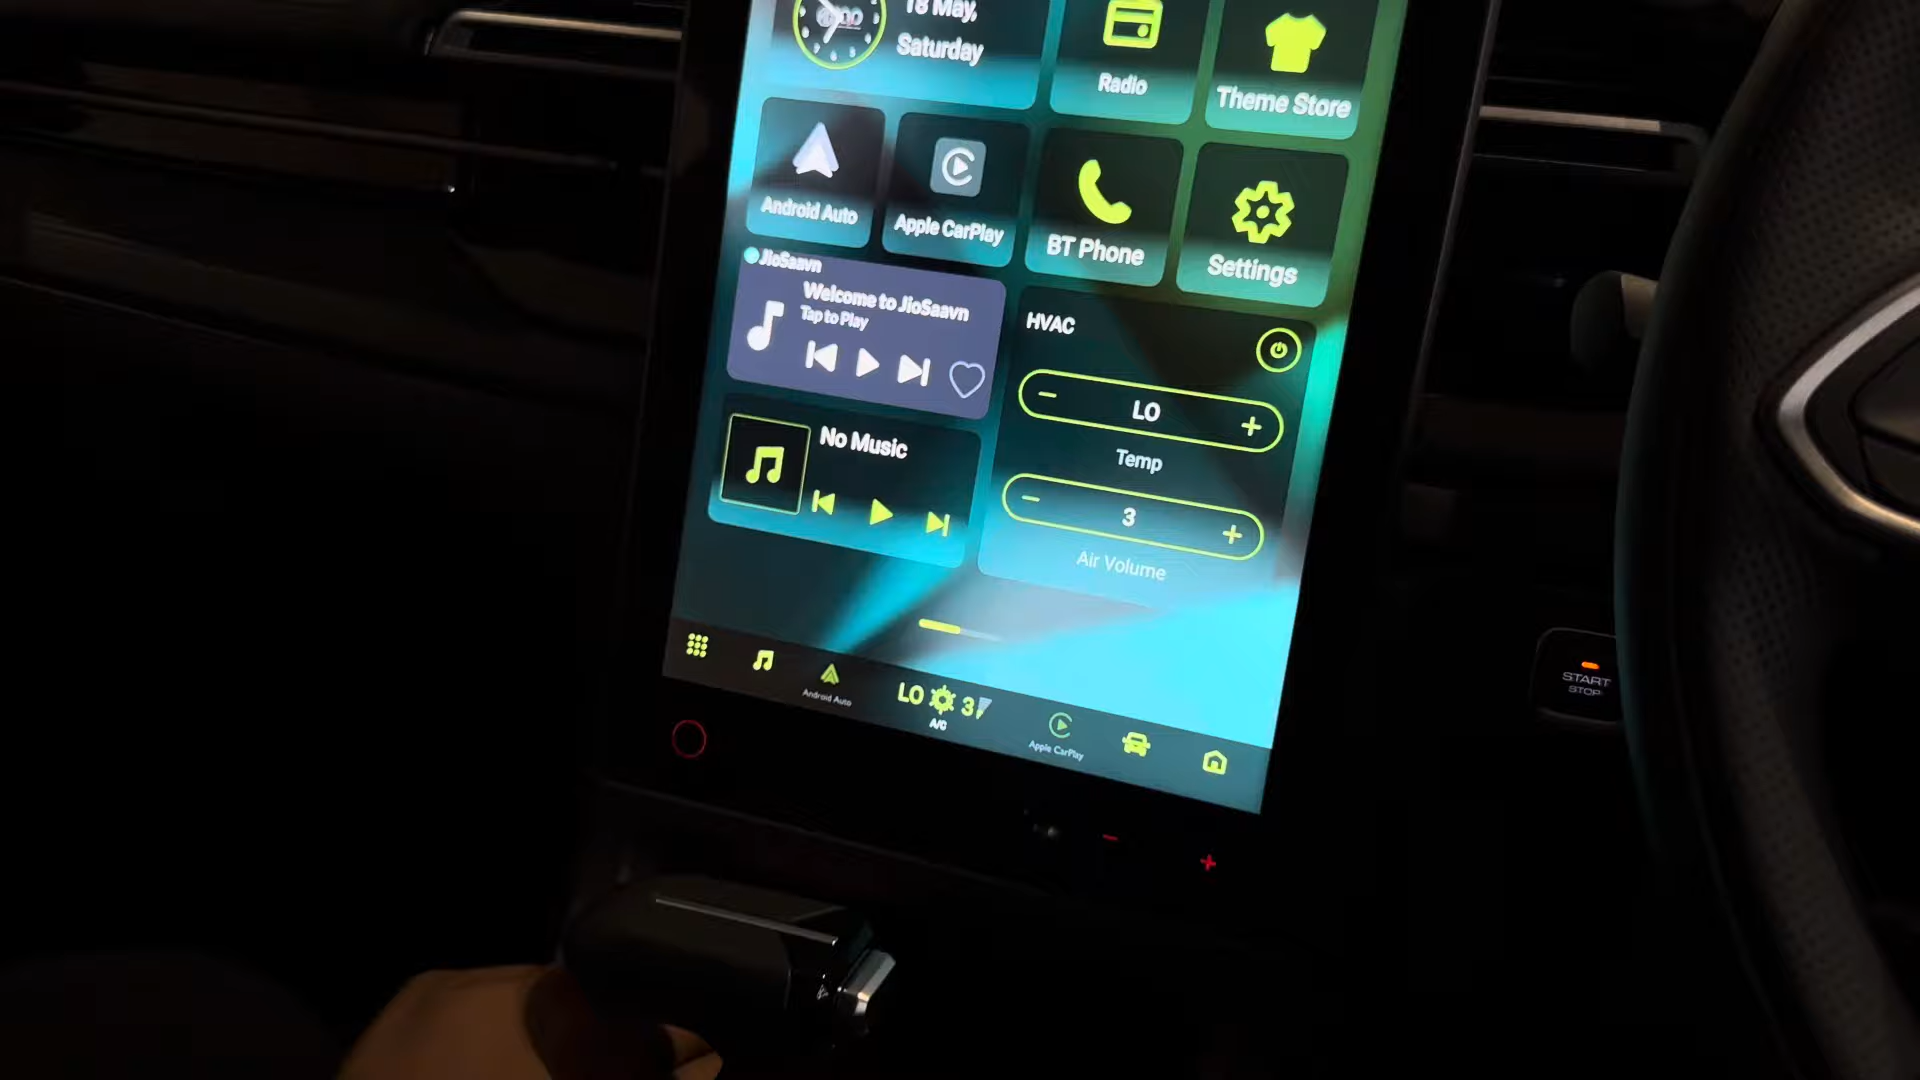 18 May,
Saturday
Radio
Theme Store
Android Auto
Apple CarPlay
BT Phone
Settings
JioSaavn
Welcome to JioSaavn
Tap to Play
HVAC
LO
Temp
No Music
3
Air Volume
Android Auto
LO 3
A/C
Apple CarPlay
START
STOP